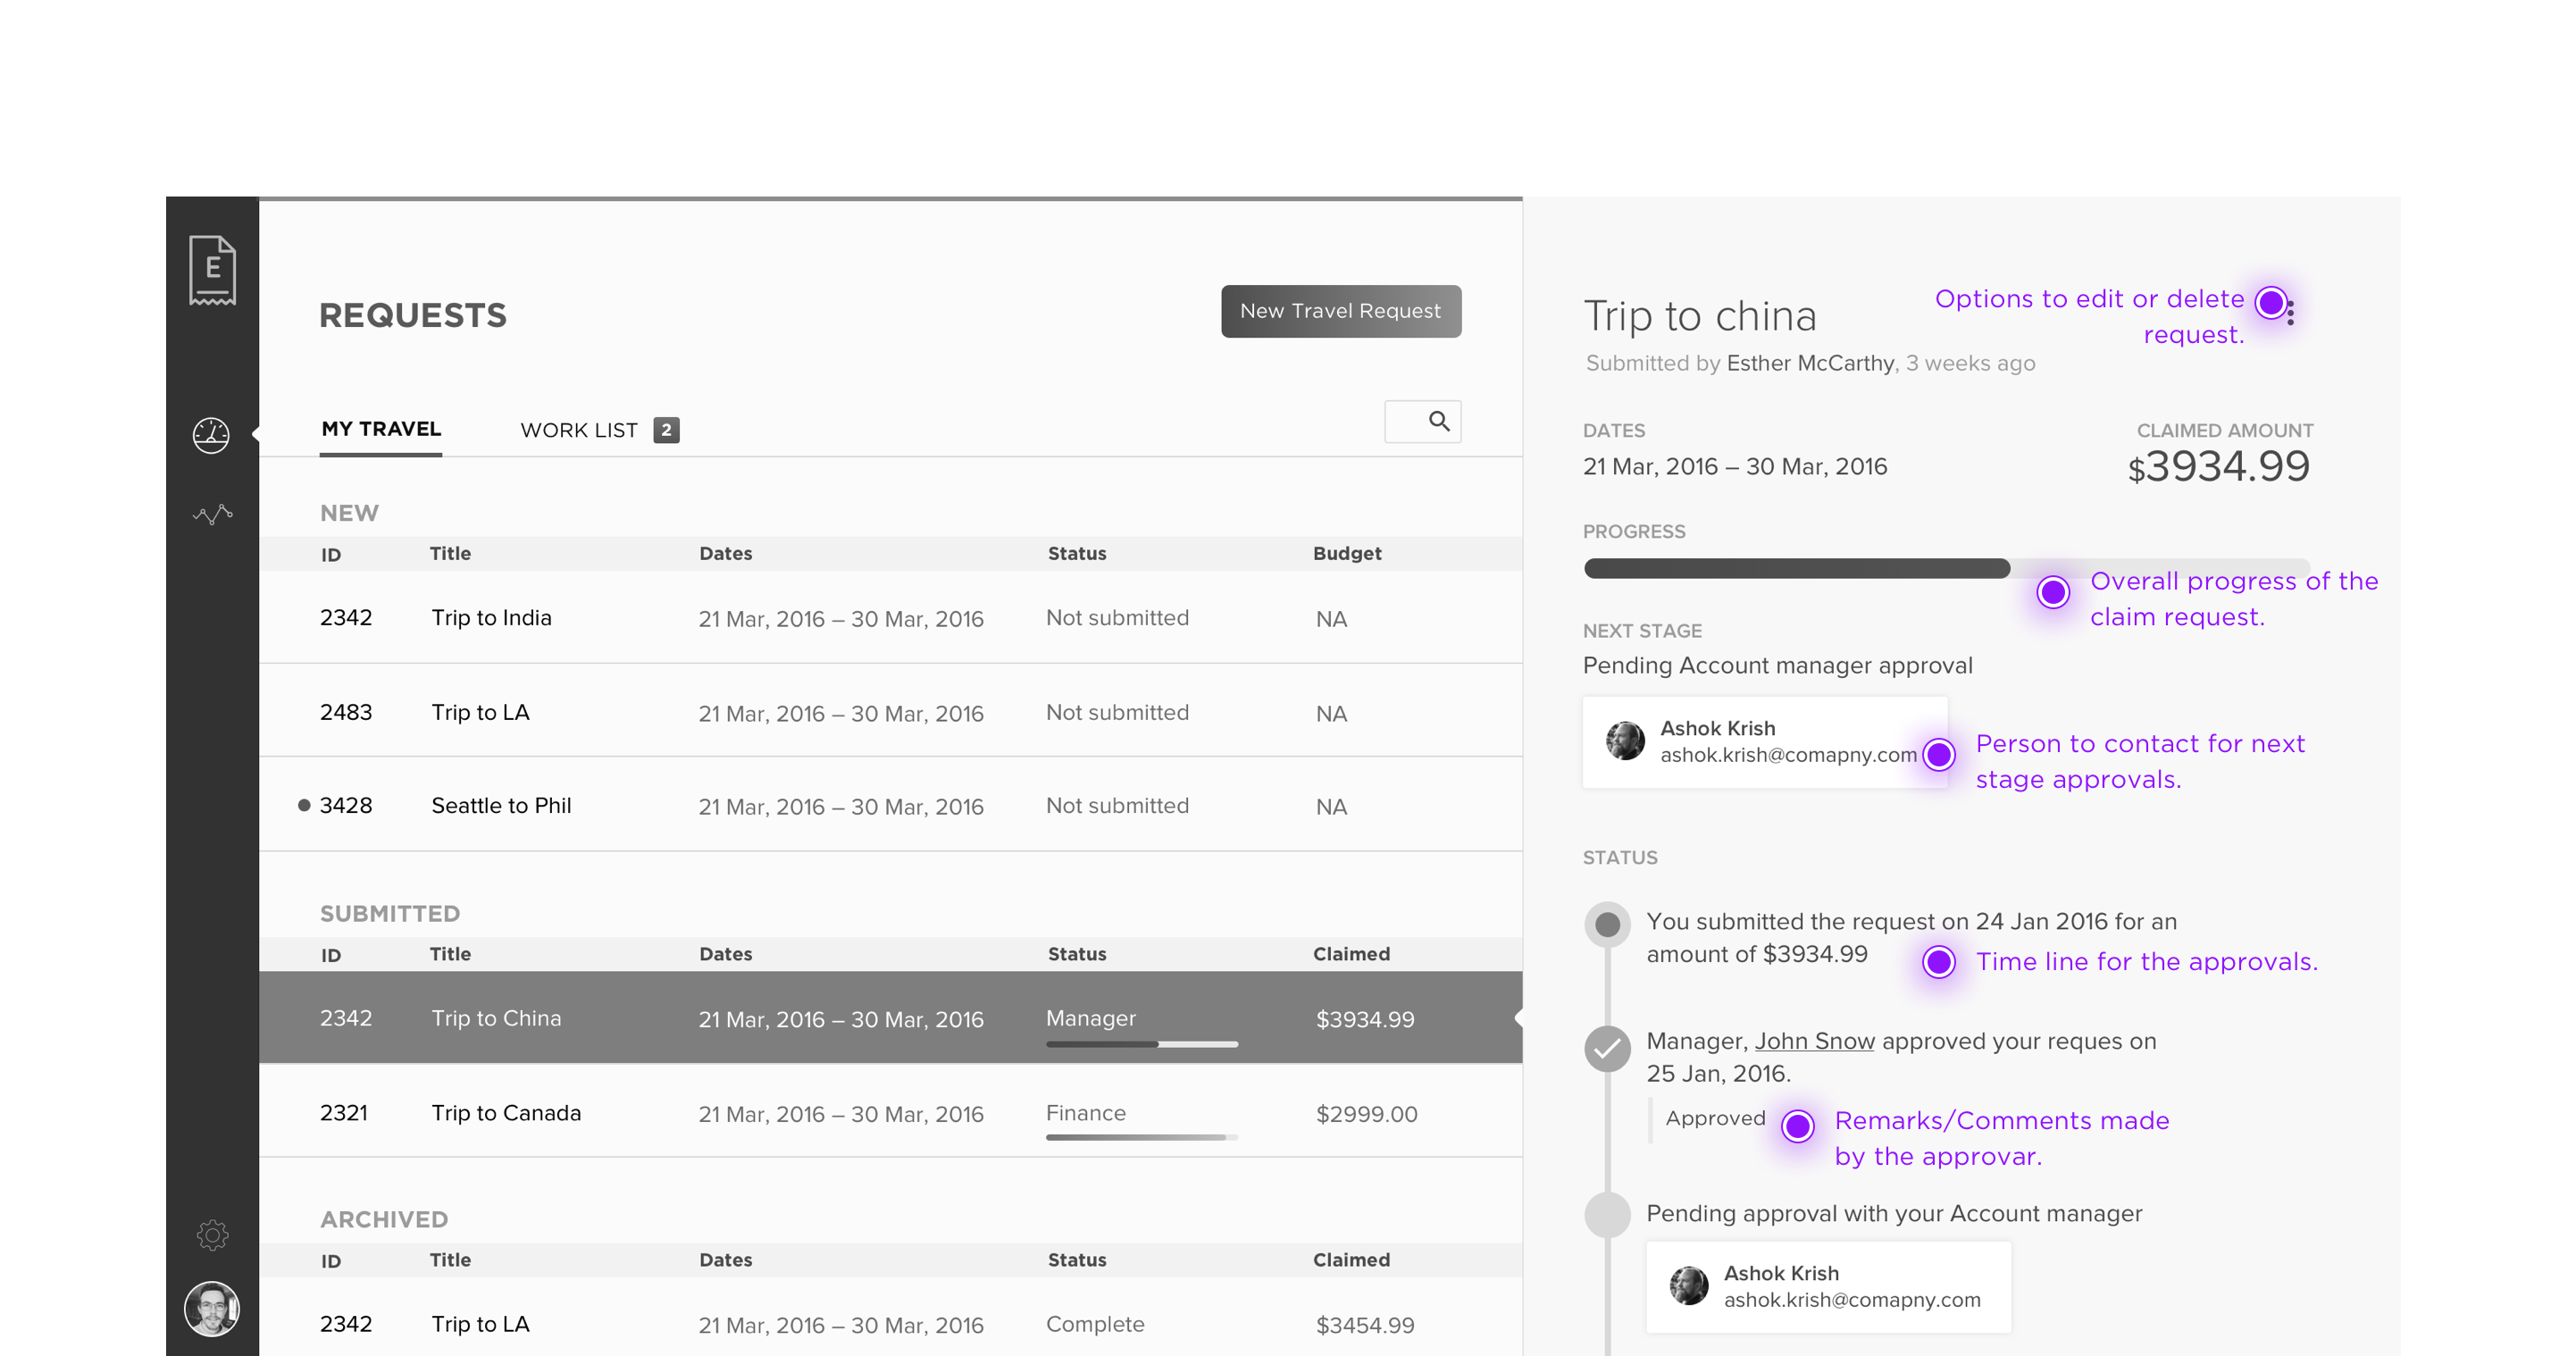 E
REQUESTS
New Travel Request
MY TRAVEL
WORK LIST 2
NEW
ID Title Dates Status Budget
2342 Trip to India 21 Mar, 2016 – 30 Mar, 2016 Not submitted NA
2483 Trip to LA 21 Mar, 2016 – 30 Mar, 2016 Not submitted NA
3428 Seattle to Phil 21 Mar, 2016 – 30 Mar, 2016 Not submitted NA
SUBMITTED
ID Title Dates Status Claimed
2342 Trip to China 21 Mar, 2016 – 30 Mar, 2016 Manager $3934.99
2321 Trip to Canada 21 Mar, 2016 – 30 Mar, 2016 Finance $2999.00
ARCHIVED
ID Title Dates Status Claimed
2342 Trip to LA 21 Mar, 2016 – 30 Mar, 2016 Complete $3454.99
Trip to china
Options to edit or delete
request.
Submitted by Esther McCarthy, 3 weeks ago
DATES
21 Mar, 2016 – 30 Mar, 2016
CLAIMED AMOUNT
$3934.99
PROGRESS
Overall progress of the
claim request.
NEXT STAGE
Pending Account manager approval
Ashok Krish
ashok.krish@comapny.com
Person to contact for next
stage approvals.
STATUS
You submitted the request on 24 Jan 2016 for an
amount of $3934.99
Time line for the approvals.
Manager, John Snow approved your reques on
25 Jan, 2016.
Approved
Remarks/Comments made
by the approvar.
Pending approval with your Account manager
Ashok Krish
ashok.krish@comapny.com